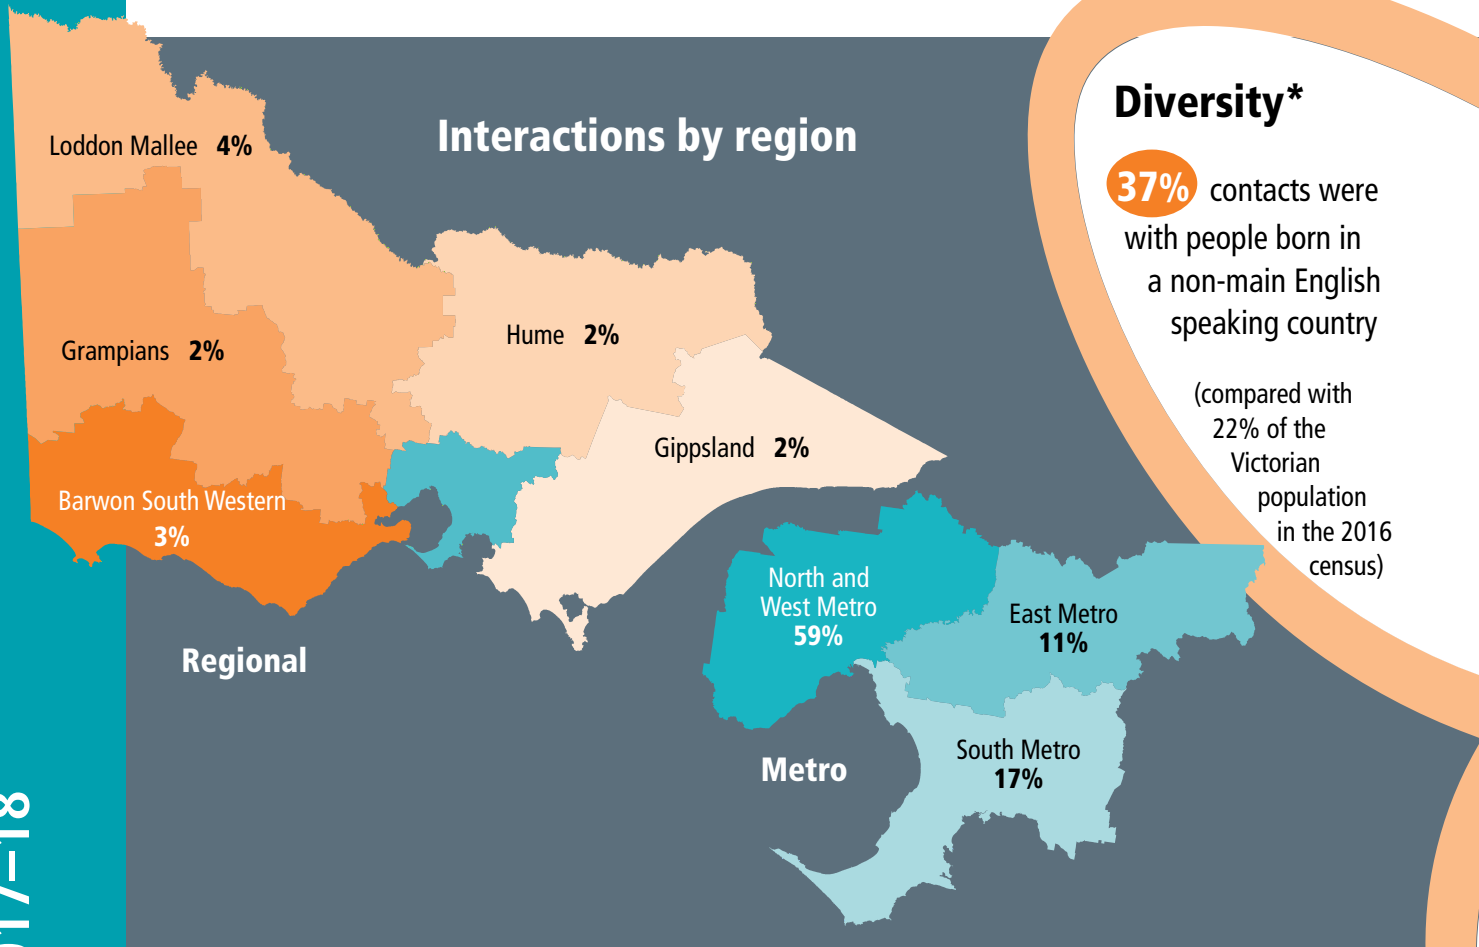 Interactions by region
Loddon Mallee 4%
Grampians 2%
Barwon South Western
3%
Hume 2%
Gippsland 2%
Regional
North and
West Metro
59%
East Metro
11%
South Metro
17%
Metro
Diversity*
37% contacts were
with people born in
a non-main English
speaking country
(compared with
22% of the
Victorian
population
in the 2016
census)
17–18